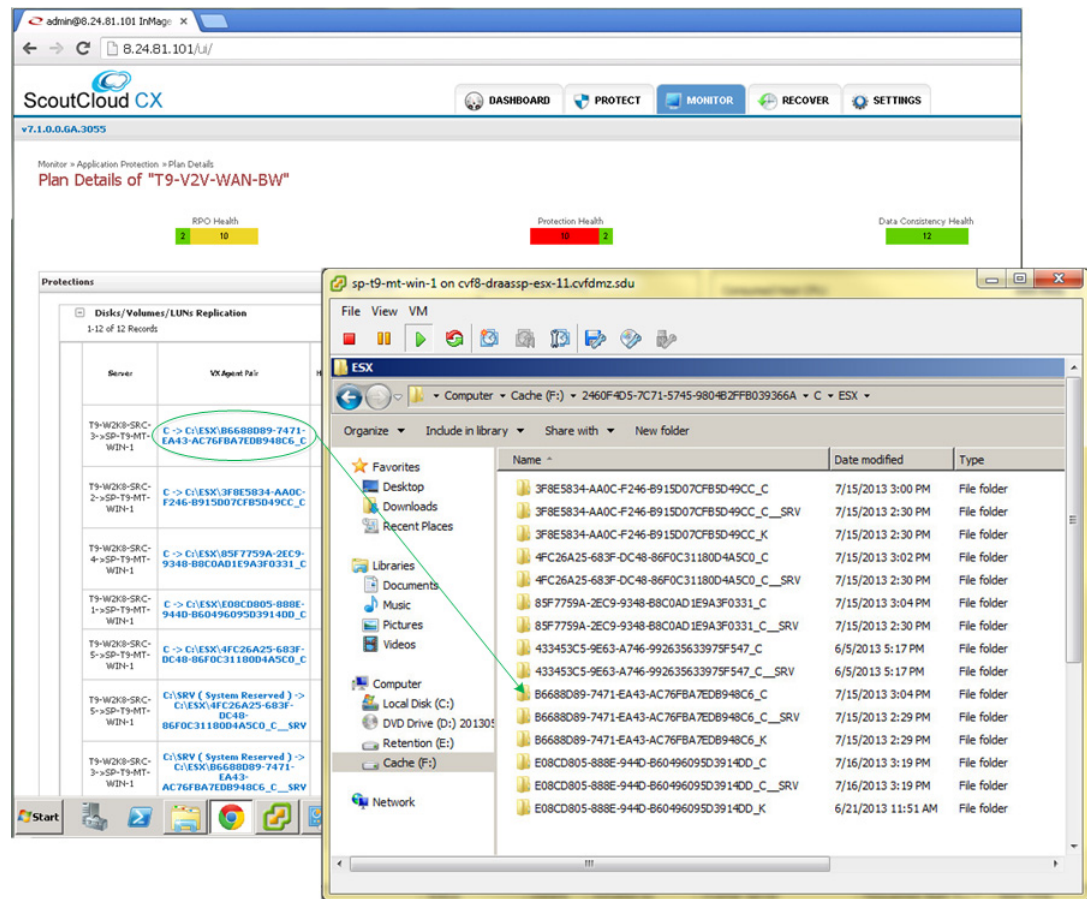 admin@8.24.81.101 InMage ×
8.24.81.101/ui/
ScoutCloud CX
DASHBOARD
PROTECT
MONITOR
RECOVER
SETTINGS
v7.1.0.0.GA.3055
Monitor » Application Protection » Plan Details
Plan Details of "T9-V2V-WAN-BW"
RPO Health
Protection Health
Data Consistency Health
2 10
10 2
12
Protections
Disks/Volumes/LUNs Replication
1-12 of 12 Records
Server
VX Agent Pair
T9-W2K8-SRC-
3->SP-T9-MT-
WIN-1
C -> C:\ESX\B6688D89-7471-
EA43-AC76FBA7EDB948C6_C
T9-W2K8-SRC-
2->SP-T9-MT-
WIN-1
C -> C:\ESX\3F8E5834-AA0C-
F246-B915D07CFB5D49CC_C
T9-W2K8-SRC-
4->SP-T9-MT-
WIN-1
C -> C:\ESX\85F7759A-2EC9-
9348-B8C0AD1E9A3F0331_C
T9-W2K8-SRC-
1->SP-T9-MT-
WIN-1
C -> C:\ESX\E08CD805-888E-
944D-B60496095D3914DD_C
T9-W2K8-SRC-
5->SP-T9-MT-
WIN-1
C -> C:\ESX\4FC26A25-683F-
DC48-86F0C31180D4A5C0_C
T9-W2K8-SRC-
5->SP-T9-MT-
WIN-1
C:\SRV ( System Reserved ) ->
C:\ESX\4FC26A25-683F-
DC48-
86F0C31180D4A5C0_C__SRV
T9-W2K8-SRC-
3->SP-T9-MT-
WIN-1
C:\SRV ( System Reserved ) ->
C:\ESX\B6688D89-7471-
EA43-
AC76FBA7EDB948C6_C__SRV
Start
sp-t9-mt-win-1 on cvf8-draassp-esx-11.cvfdmz.sdu
File View VM
ESX
Computer Cache (F:) 2460F4D5-7C71-5745-9804B2FFB039366A C ESX
Organize Include in library Share with New folder
Favorites
Desktop
Downloads
Recent Places
Libraries
Documents
Music
Pictures
Videos
Computer
Local Disk (C:)
DVD Drive (D:) 201305
Retention (E:)
Cache (F:)
Network
Name Date modified Type
3F8E5834-AA0C-F246-B915D07CFB5D49CC_C 7/15/2013 3:00 PM File folder
3F8E5834-AA0C-F246-B915D07CFB5D49CC_C__SRV 7/15/2013 2:30 PM File folder
3F8E5834-AA0C-F246-B915D07CFB5D49CC_K 7/15/2013 2:30 PM File folder
4FC26A25-683F-DC48-86F0C31180D4A5C0_C 7/15/2013 3:02 PM File folder
4FC26A25-683F-DC48-86F0C31180D4A5C0_C__SRV 7/15/2013 2:30 PM File folder
85F7759A-2EC9-9348-B8C0AD1E9A3F0331_C 7/15/2013 3:04 PM File folder
85F7759A-2EC9-9348-B8C0AD1E9A3F0331_C__SRV 7/15/2013 2:30 PM File folder
433453C5-9E63-A746-992635633975F547_C 6/5/2013 5:17 PM File folder
433453C5-9E63-A746-992635633975F547_C__SRV 6/5/2013 5:17 PM File folder
B6688D89-7471-EA43-AC76FBA7EDB948C6_C 7/15/2013 3:04 PM File folder
B6688D89-7471-EA43-AC76FBA7EDB948C6_C__SRV 7/15/2013 2:29 PM File folder
B6688D89-7471-EA43-AC76FBA7EDB948C6_K 7/15/2013 2:29 PM File folder
E08CD805-888E-944D-B60496095D3914DD_C 7/16/2013 3:19 PM File folder
E08CD805-888E-944D-B60496095D3914DD_C__SRV 7/16/2013 3:19 PM File folder
E08CD805-888E-944D-B60496095D3914DD_K 6/21/2013 11:51 AM File folder